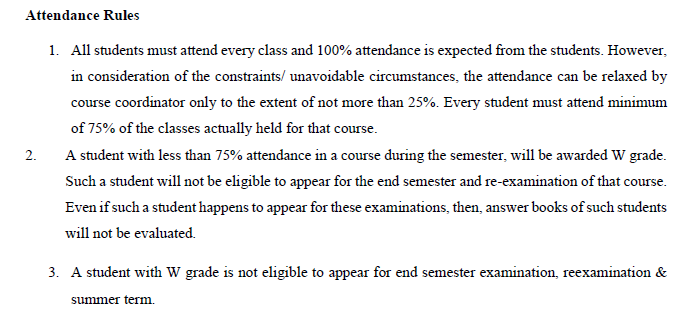 Attendance Rules
1. All students must attend every class and 100% attendance is expected from the students. However,
in consideration of the constraints/ unavoidable circumstances, the attendance can be relaxed by
course coordinator only to the extent of not more than 25%. Every student must attend minimum
of 75% of the classes actually held for that course.
2. A student with less than 75% attendance in a course during the semester, will be awarded W grade.
Such a student will not be eligible to appear for the end semester and re-examination of that course.
Even if such a student happens to appear for these examinations, then, answer books of such students
will not be evaluated.
3. A student with W grade is not eligible to appear for end semester examination, reexamination &
summer term.